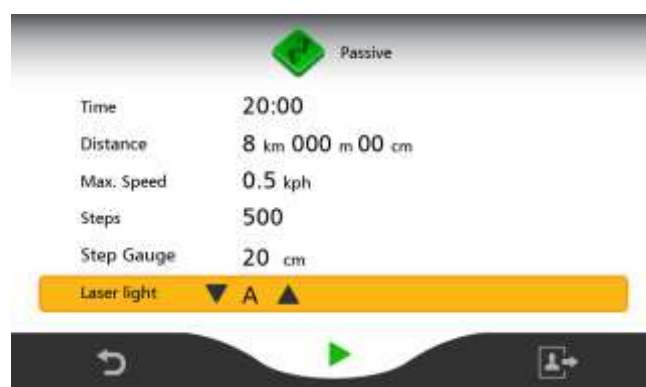 Passive
Time 20:00
Distance 8 km 000 m 00 cm
Max. Speed 0.5 kph
Steps 500
Step Gauge 20 cm
Laser light ▼ A ▲